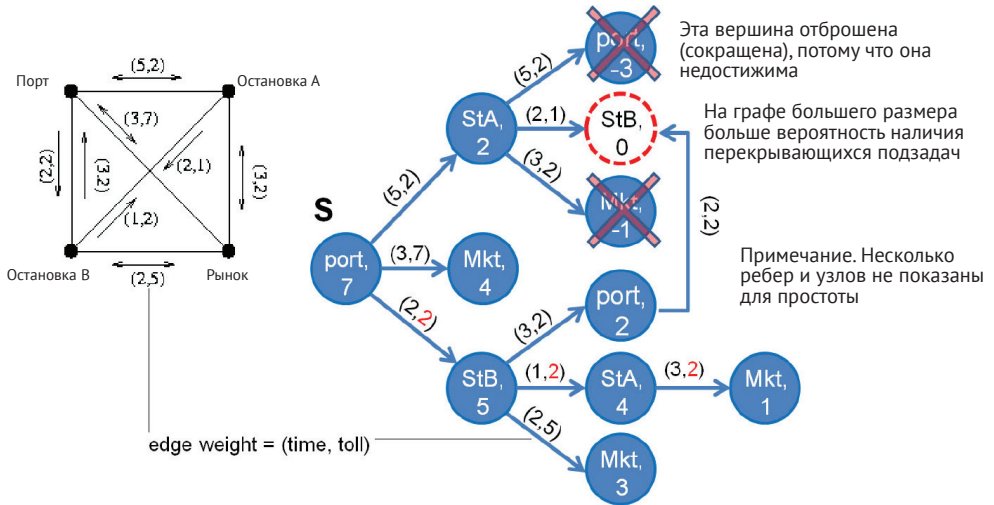 Порт
Остановка A
(5,2)
(3,7)
(2,2)
(3.2)
(2,1)
(3,2)
(1,2)
Остановка B
Рынок
(2,5)
S
port,
7
StA,
2
port,
-3
StB,
0
Mkt,
-1
Mkt,
4
port,
2
StB,
5
StA,
4
Mkt,
1
Mkt,
3
(5,2)
(5,2)
(2,1)
(3,2)
(3,7)
(2,2)
(2,2)
(3,2)
(1,2)
(3,2)
(2,5)
Эта вершина отброшена
(сокращена), потому что она
недостижима
На графе большего размера
больше вероятность наличия
перекрывающихся подзадач
Примечание. Несколько
ребер и узлов не показаны
для простоты
edge weight = (time, toll)